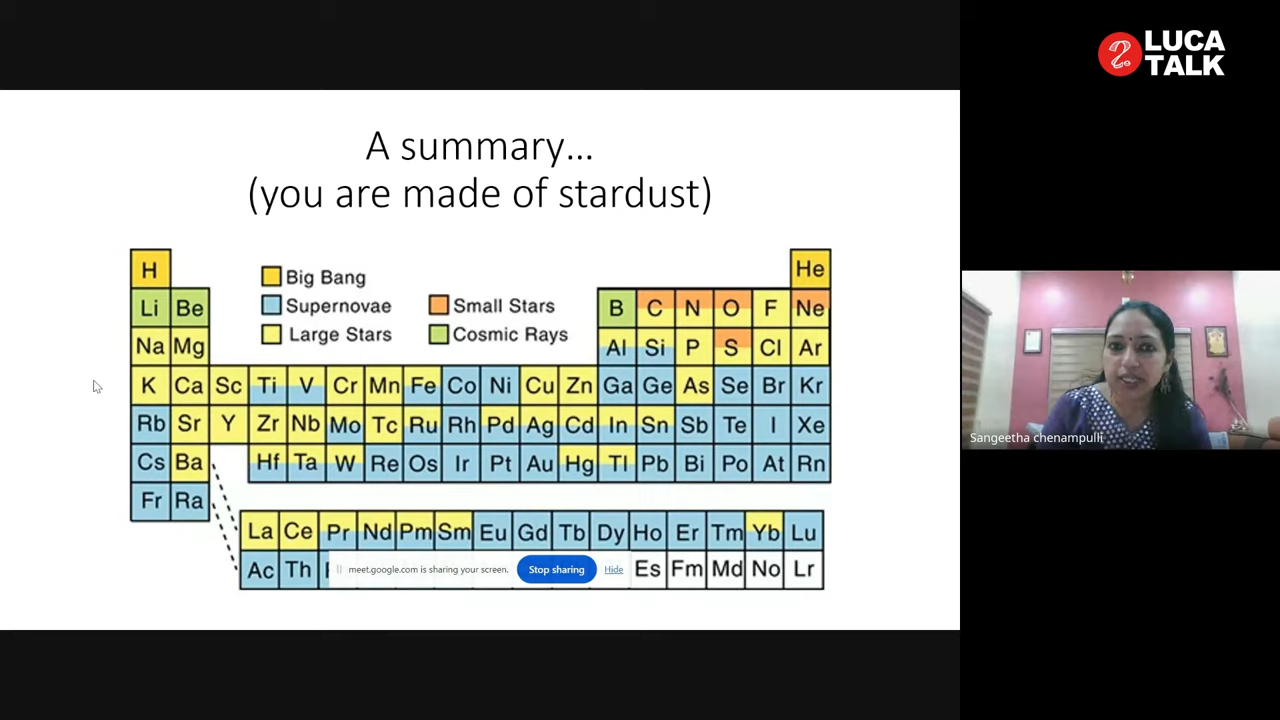 LUCA
TALK
A summary...
(you are made of stardust)
H He
Big Bang
Supernovae Small Stars
Large Stars Cosmic Rays
Li Be B C N O F Ne
Na Mg Al Si P S Cl Ar
K Ca Sc Ti V Cr Mn Fe Co Ni Cu Zn Ga Ge As Se Br Kr
Rb Sr Y Zr Nb Mo Tc Ru Rh Pd Ag Cd In Sn Sb Te I Xe
Cs Ba Hf Ta W Re Os Ir Pt Au Hg Tl Pb Bi Po At Rn
Fr Ra
La Ce Pr Nd Pm Sm Eu Gd Tb Dy Ho Er Tm Yb Lu
Ac Th Es Fm Md No Lr
meet.google.com is sharing your screen. Stop sharing Hide
Sangeetha chenampulli